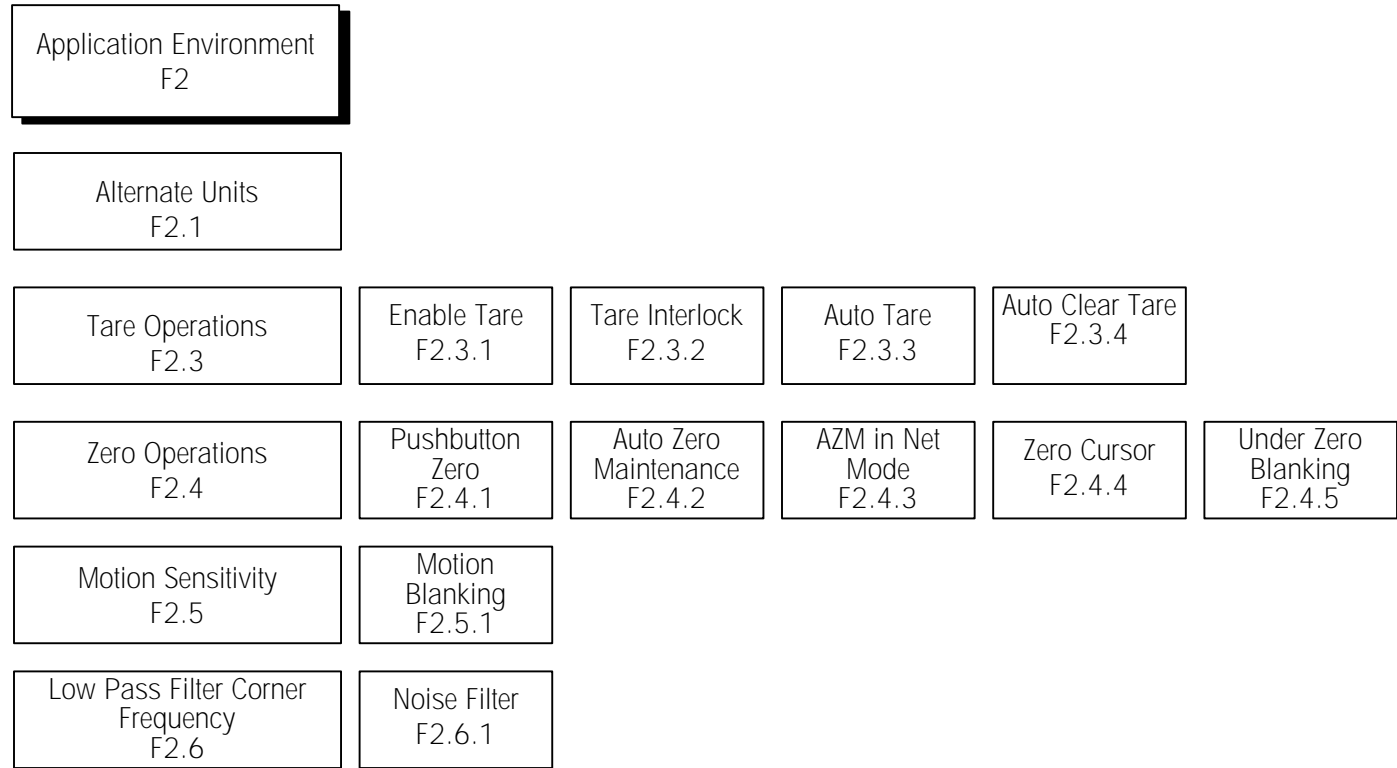 Application Environment
F2
Alternate Units
F2.1
Tare Operations
F2.3
Enable Tare
F2.3.1
Tare Interlock
F2.3.2
Auto Tare
F2.3.3
Auto Clear Tare
F2.3.4
Zero Operations
F2.4
Pushbutton
Zero
F2.4.1
Auto Zero
Maintenance
F2.4.2
AZM in Net
Mode
F2.4.3
Zero Cursor
F2.4.4
Under Zero
Blanking
F2.4.5
Motion Sensitivity
F2.5
Motion
Blanking
F2.5.1
Low Pass Filter Corner
Frequency
F2.6
Noise Filter
F2.6.1